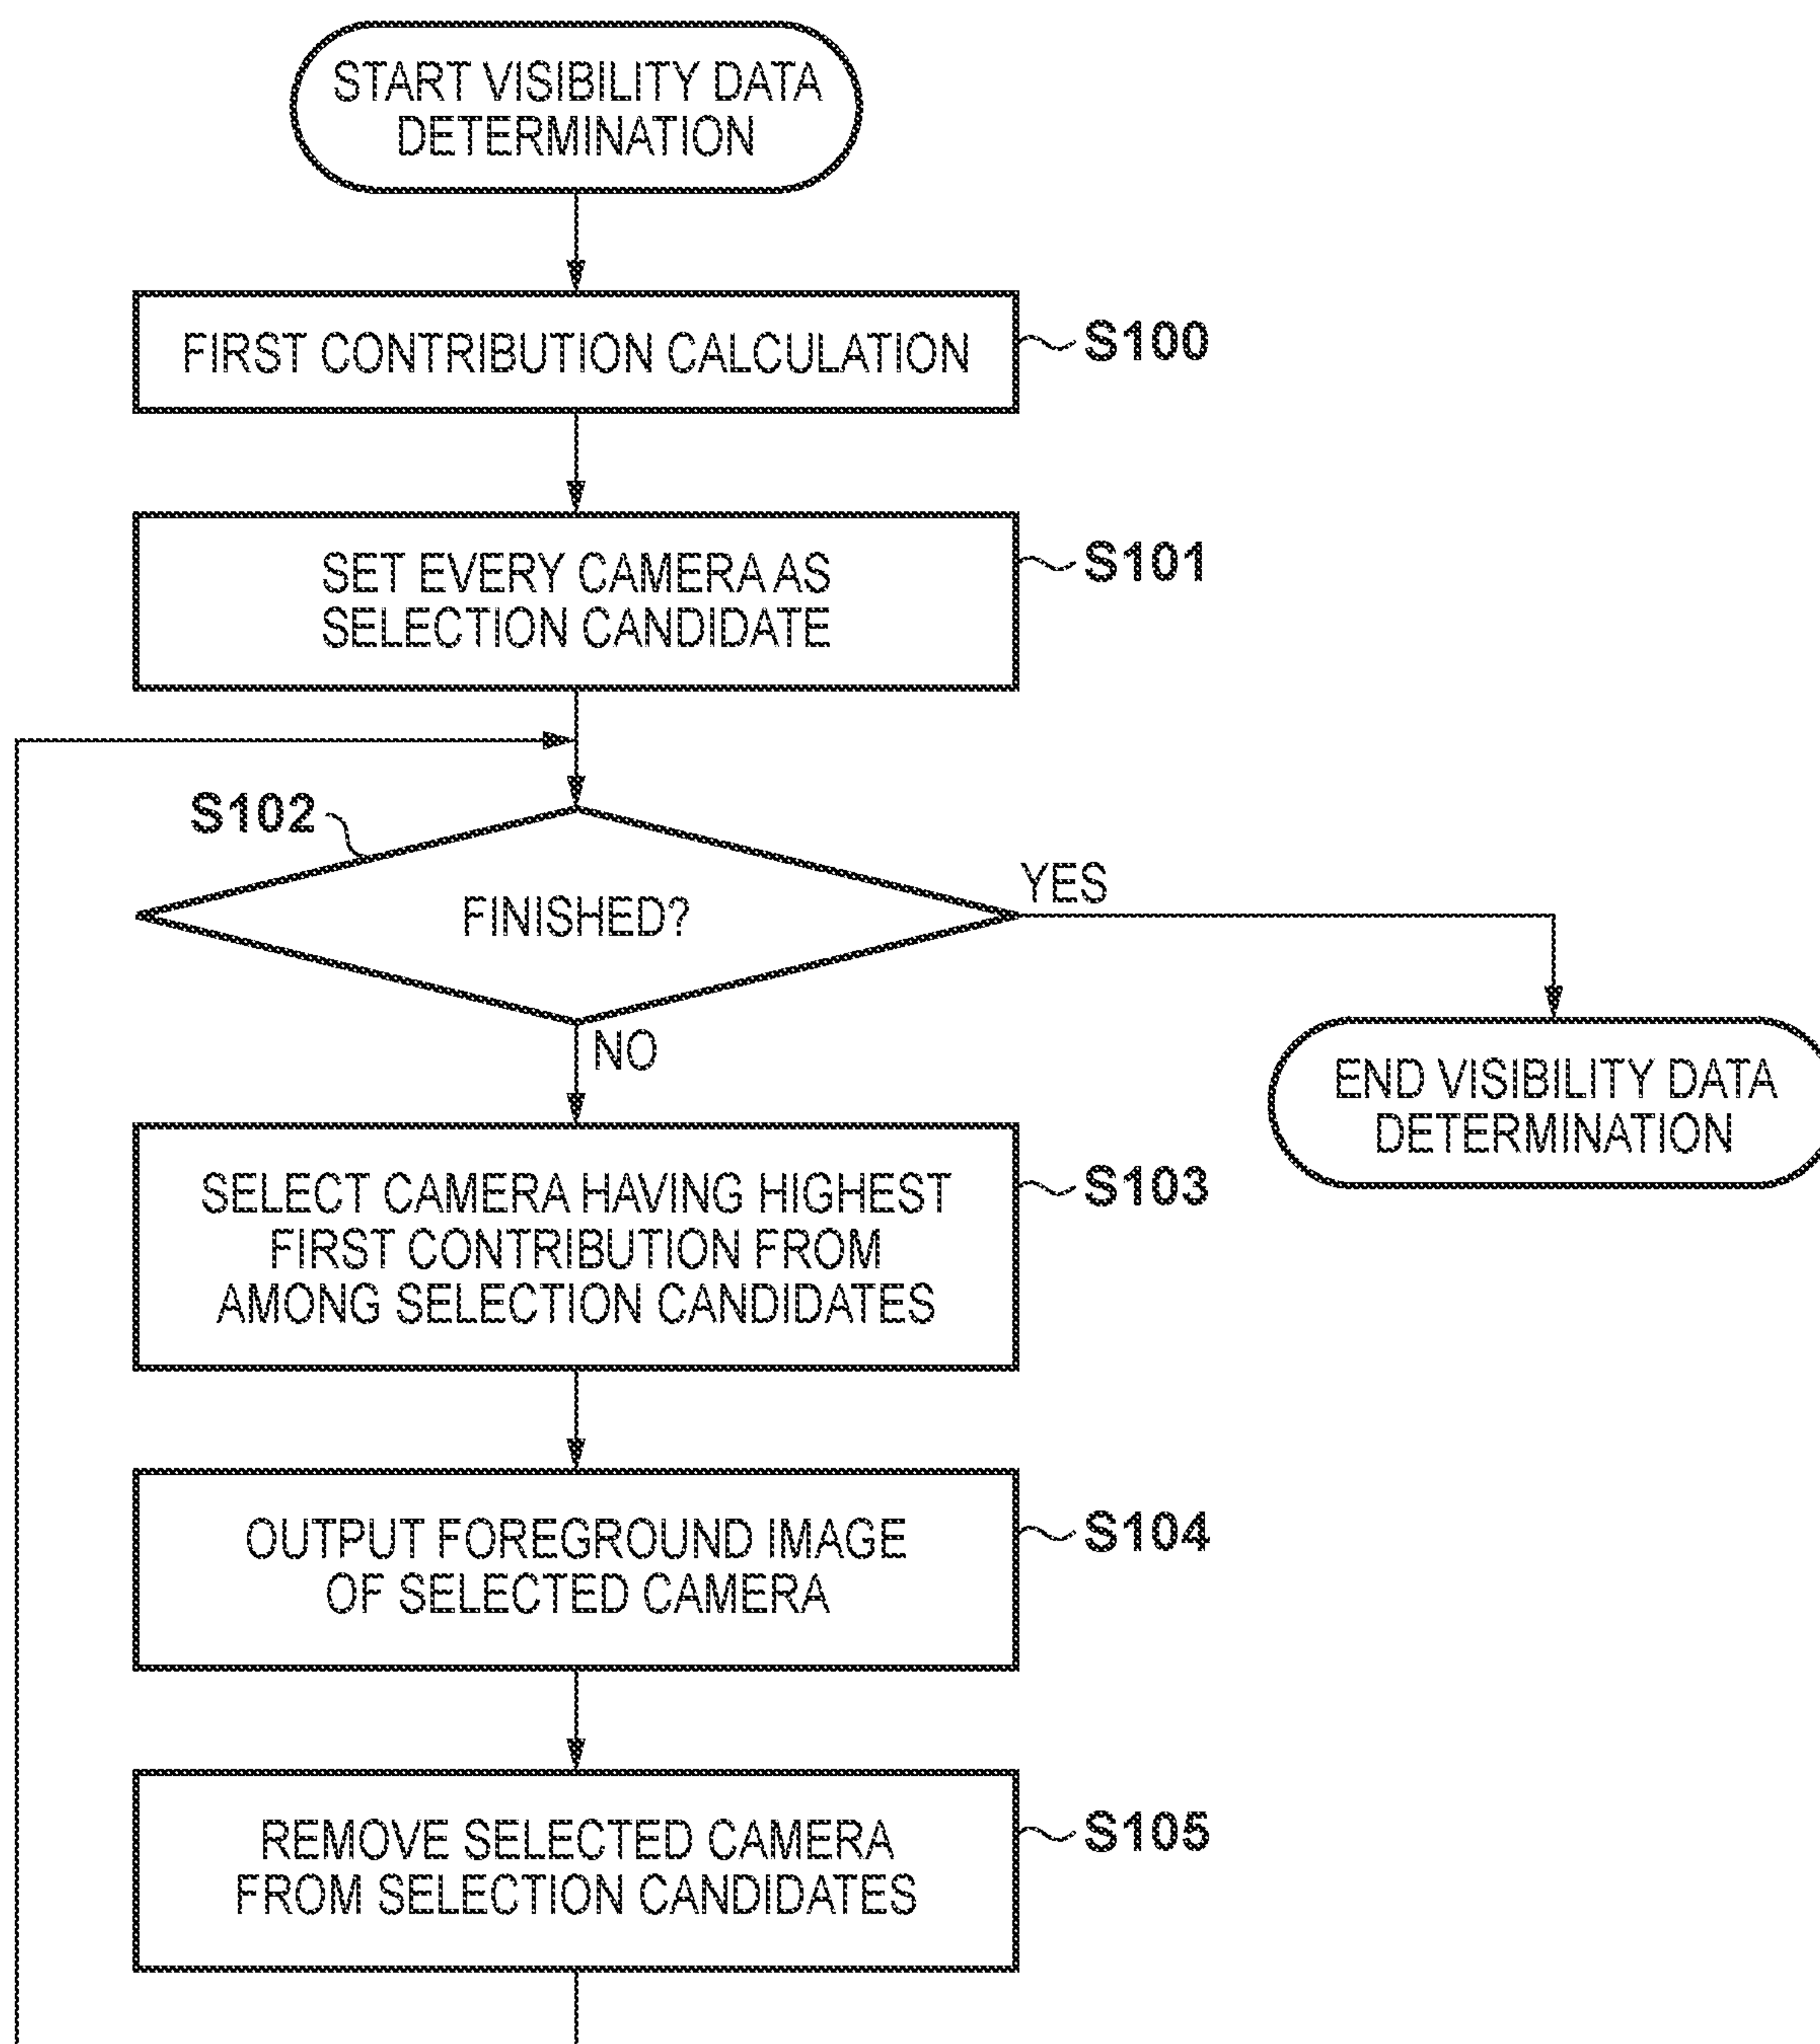 START VISIBILITY DATA
DETERMINATION
FIRST CONTRIBUTION CALCULATION
S100
SET EVERY CAMERA AS
SELECTION CANDIDATE
S101
S102
FINISHED?
YES
NO
END VISIBILITY DATA
DETERMINATION
SELECT CAMERA HAVING HIGHEST
FIRST CONTRIBUTION FROM
AMONG SELECTION CANDIDATES
S103
OUTPUT FOREGROUND IMAGE
OF SELECTED CAMERA
S104
REMOVE SELECTED CAMERA
FROM SELECTION CANDIDATES
S105